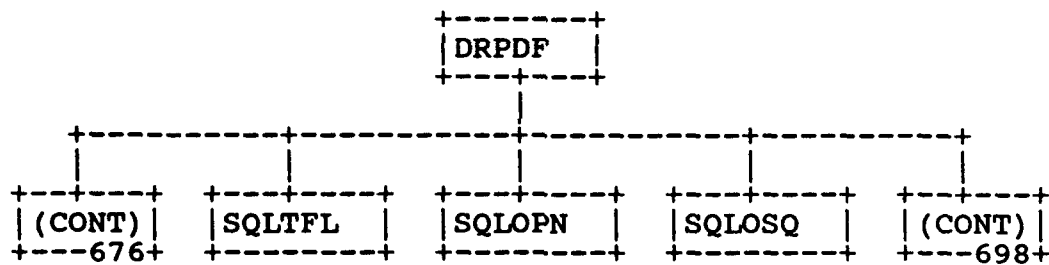 DRPDF
(CONT) SQLTFL SQLOPN SQLOSQ (CONT)
676 698